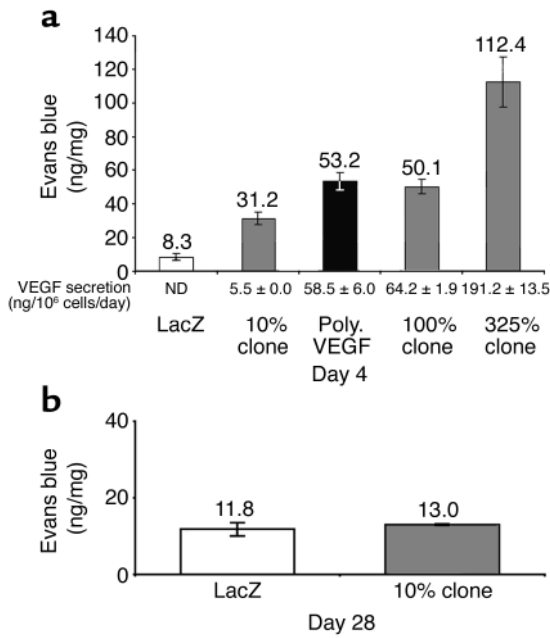 a
Evans blue
(ng/mg)
140
120
100
80
60
40
20
0
8.3
31.2
53.2
50.1
112.4
VEGF secretion
(ng/10⁶ cells/day)
ND
5.5 ± 0.0
58.5 ± 6.0
64.2 ± 1.9
191.2 ± 13.5
LacZ
10%
clone
Poly.
VEGF
100%
clone
325%
clone
Day 4
b
Evans blue
(ng/mg)
40
20
0
11.8
13.0
LacZ
10% clone
Day 28